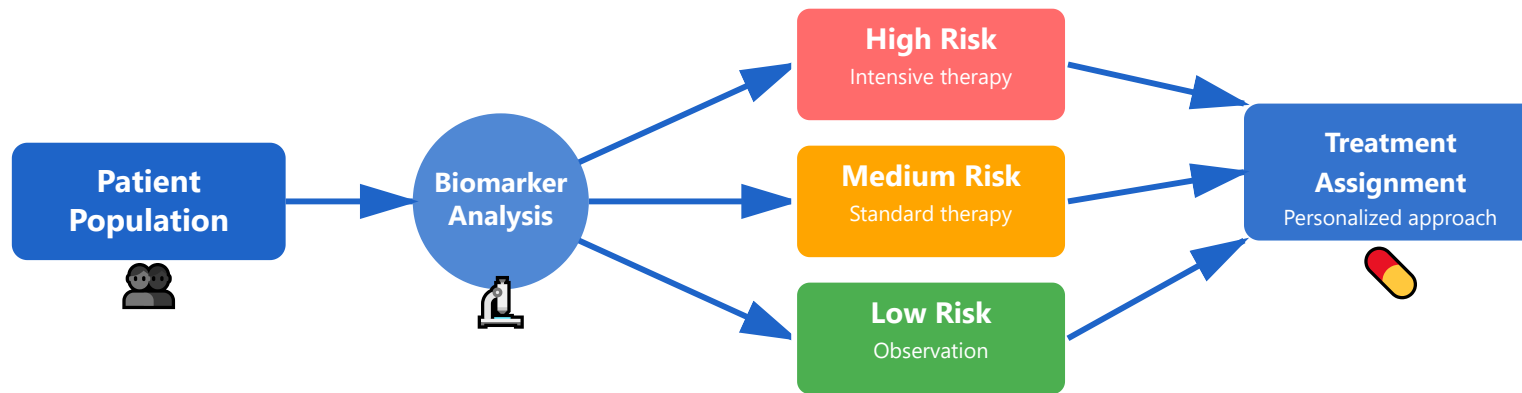 Patient
Population
Biomarker
Analysis
High Risk
Intensive therapy
Medium Risk
Standard therapy
Low Risk
Observation
Treatment
Assignment
Personalized approach